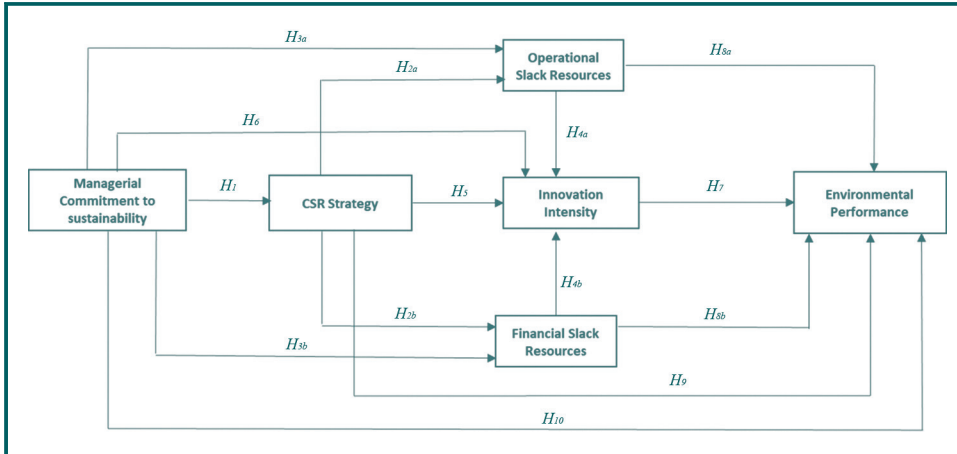 H3a
Operational
Slack Resources
H8a
H2a
H6
H4a
Managerial
Commitment to
sustainability
H1
CSR Strategy
H5
Innovation
Intensity
H7
Environmental
Performance
H4b
H2b
Financial Slack
Resources
H8b
H3b
H9
H10